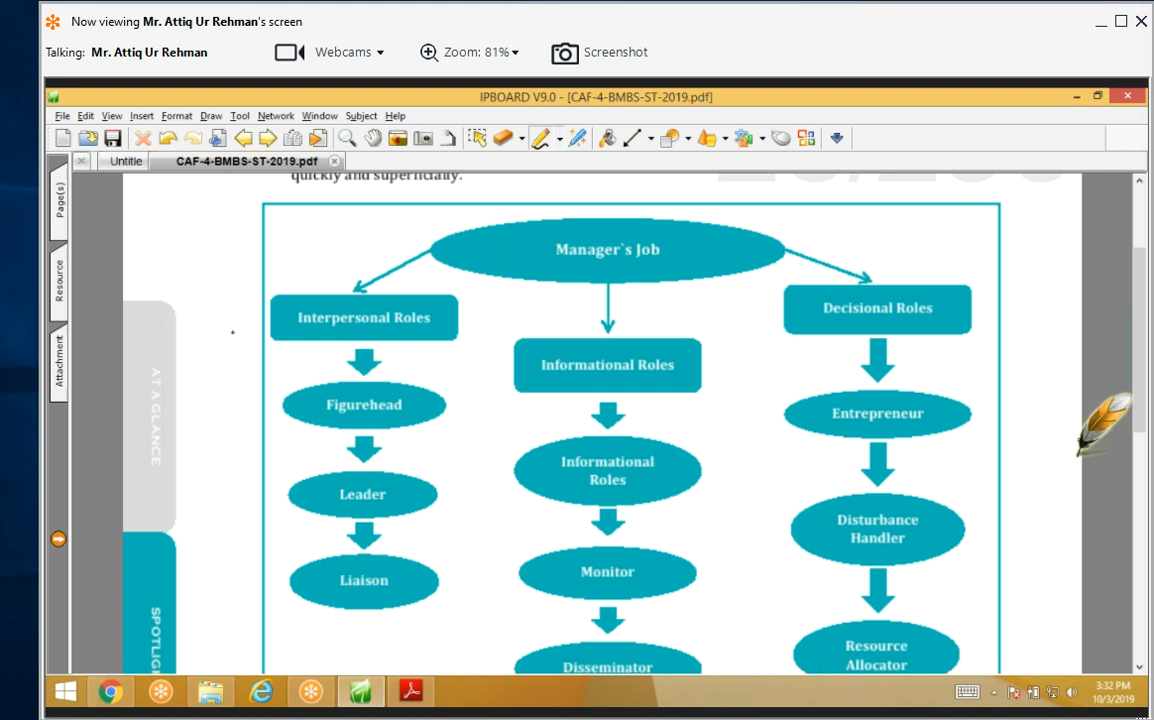 Now viewing Mr. Attiq Ur Rehman's screen
Talking: Mr. Attiq Ur Rehman Webcams Zoom: 81% Screenshot
IPBOARD V9.0 - [CAF-4-BMBS-ST-2019.pdf]
File Edit View Insert Format Draw Tool Network Window Subject Help
Untitle CAF-4-BMBS-ST-2019.pdf
Page(s)
Resource
Attachment
quickly and superficially.
AT A GLANCE
SPOTLIG
Manager`s Job
Interpersonal Roles
Figurehead
Leader
Liaison
Informational Roles
Informational
Roles
Monitor
Disseminator
Decisional Roles
Entrepreneur
Disturbance
Handler
Resource
Allocator
3:32 PM
10/3/2019